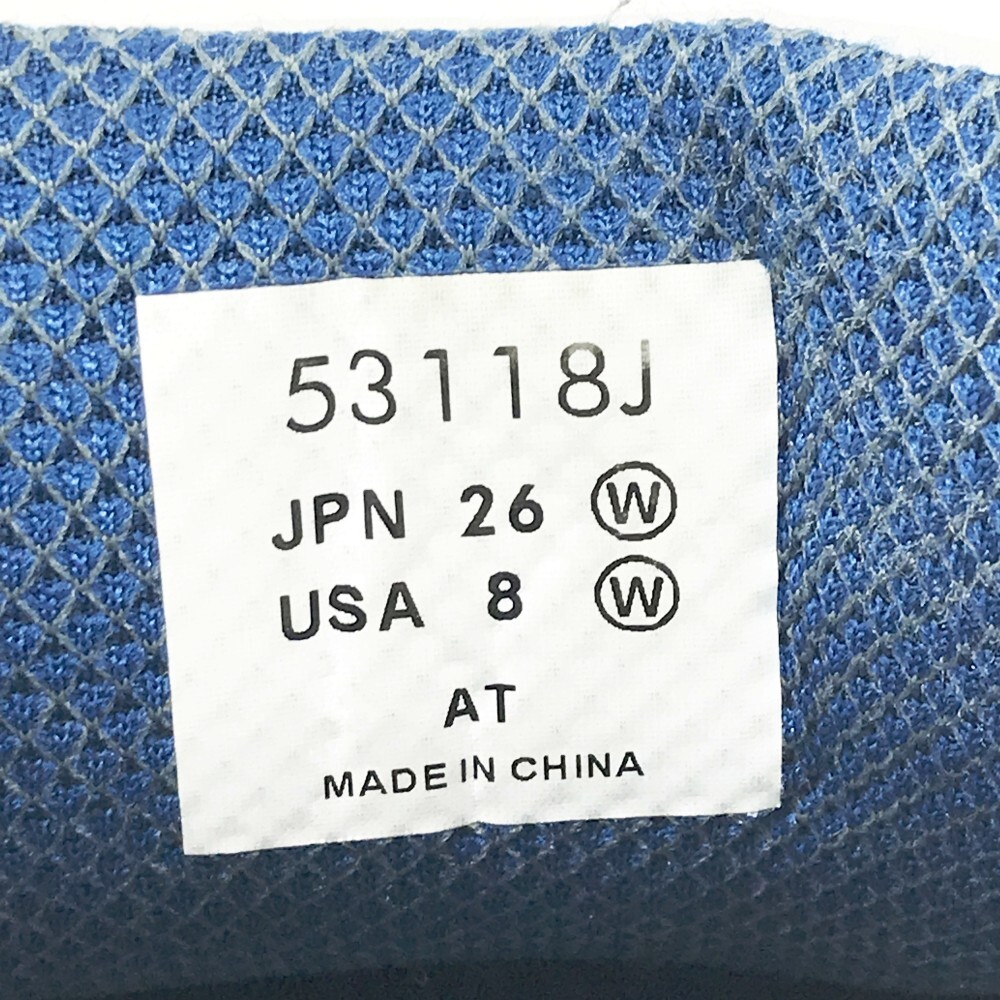 53118J
JPN 26 Ⓦ
USA 8 Ⓦ
AT
MADE IN CHINA